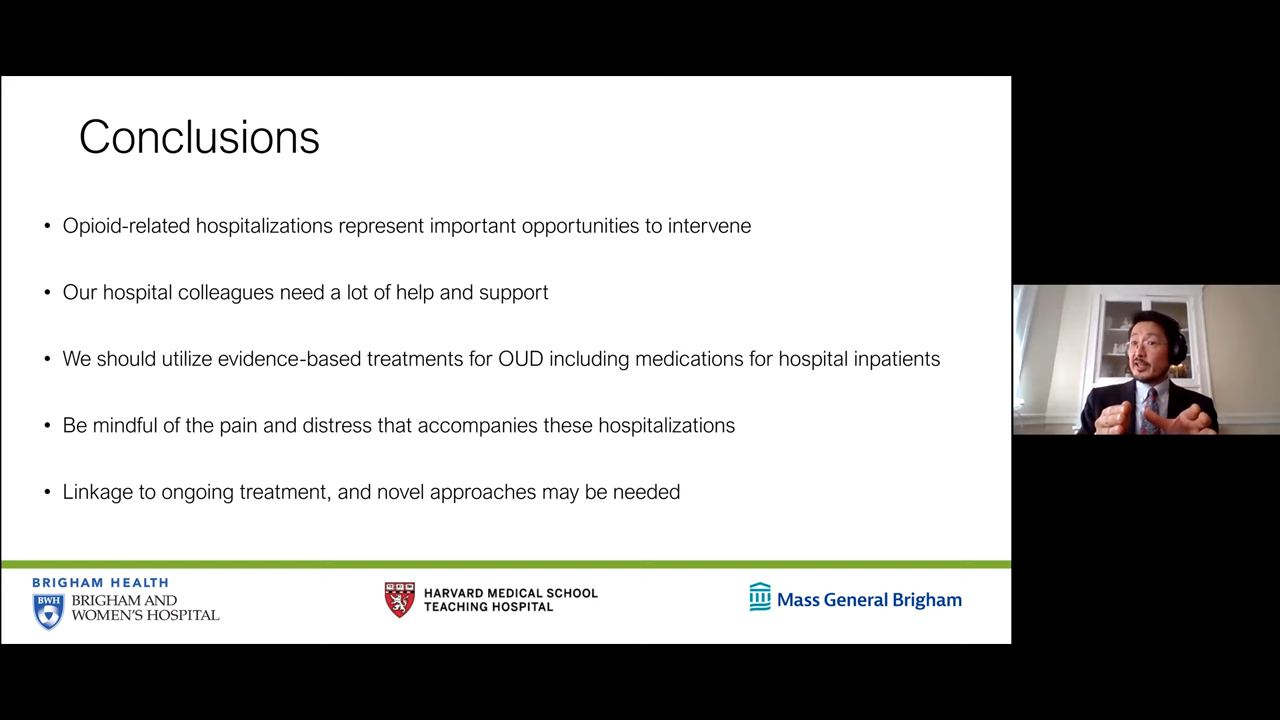 Conclusions
• Opioid-related hospitalizations represent important opportunities to intervene
• Our hospital colleagues need a lot of help and support
• We should utilize evidence-based treatments for OUD including medications for hospital inpatients
• Be mindful of the pain and distress that accompanies these hospitalizations
• Linkage to ongoing treatment, and novel approaches may be needed
BRIGHAM HEALTH
BWH
BRIGHAM AND
WOMEN'S HOSPITAL
HARVARD MEDICAL SCHOOL
TEACHING HOSPITAL
Mass General Brigham